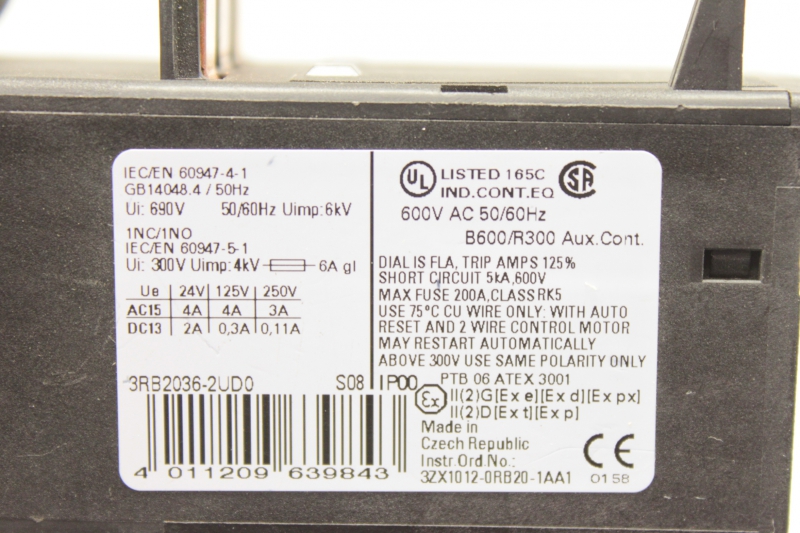 IEC/EN 60947-4-1
GB14048.4 / 50Hz
Ui: 690V 50/60Hz Uimp:6kV
1NC/1NO
IEC/EN 60947-5-1
Ui: 300V Uimp:4kV 6A gl
Ue 24V 125V 250V
AC15 4A 4A 3A
DC13 2A 0,3A 0,11A
3RB2036-2UD0 S08 IP00
4 011209 639843
UL LISTED 165C SA
IND.CONT.EQ
600V AC 50/60Hz
B600/R300 Aux.Cont.
DIAL IS FLA, TRIP AMPS 125%
SHORT CIRCUIT 5kA,600V
MAX FUSE 200A,CLASS RK5
USE 75°C CU WIRE ONLY: WITH AUTO
RESET AND 2 WIRE CONTROL MOTOR
MAY RESTART AUTOMATICALLY
ABOVE 300V USE SAME POLARITY ONLY
PTB 06 ATEX 3001
Ex II(2)G[Ex e][Ex d][Ex px]
II(2)D[Ex t][Ex p]
Made in
Czech Republic
Instr.Ord.No.:
3ZX1012-0RB20-1AA1
CE
0158